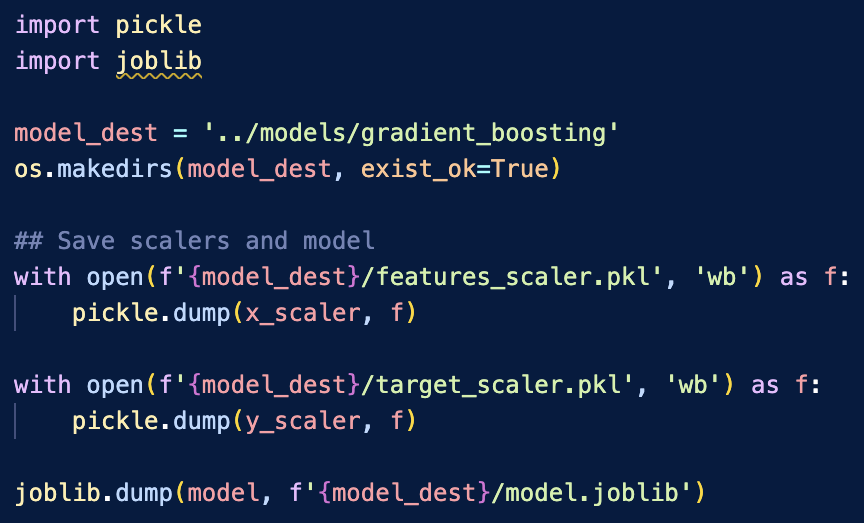 import pickle
import joblib
model_dest = '../models/gradient_boosting'
os.makedirs(model_dest, exist_ok=True)
## Save scalers and model
with open(f'{model_dest}/features_scaler.pkl', 'wb') as f:
    pickle.dump(x_scaler, f)
with open(f'{model_dest}/target_scaler.pkl', 'wb') as f:
    pickle.dump(y_scaler, f)
joblib.dump(model, f'{model_dest}/model.joblib')